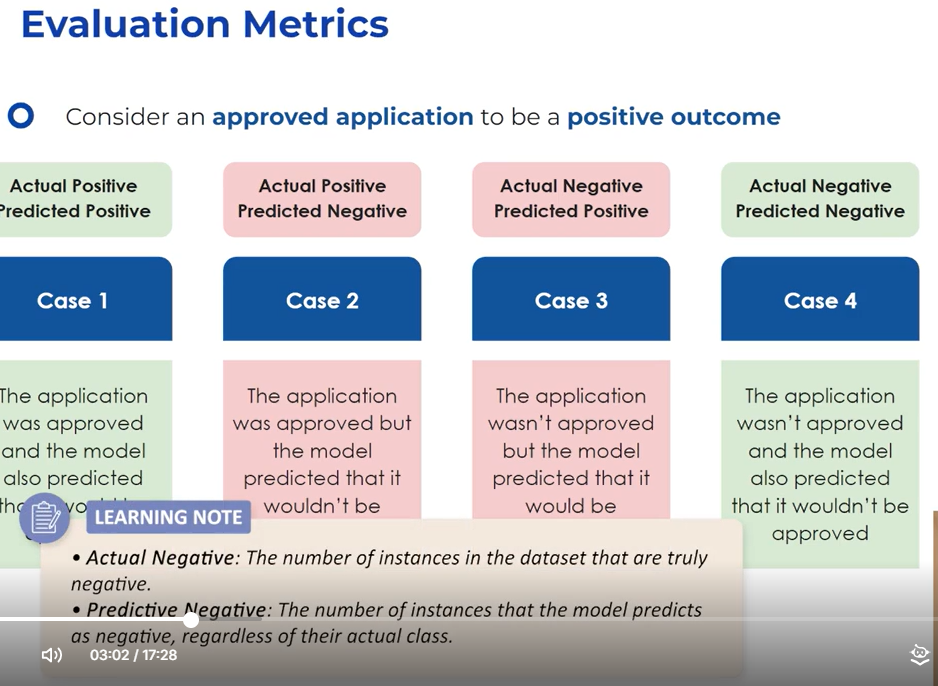 Evaluation Metrics
Consider an approved application to be a positive outcome
Actual Positive
Predicted Positive
Actual Positive
Predicted Negative
Actual Negative
Predicted Positive
Actual Negative
Predicted Negative
Case 1
Case 2
Case 3
Case 4
The application
was approved
and the model
also predicted
The application
was approved but
the model
predicted that it
wouldn't be
The application
wasn't approved
but the model
predicted that it
would be
The application
wasn't approved
and the model
also predicted
that it wouldn't be
approved
LEARNING NOTE
• Actual Negative: The number of instances in the dataset that are truly
negative.
• Predictive Negative: The number of instances that the model predicts
as negative, regardless of their actual class.
03:02 / 17:28